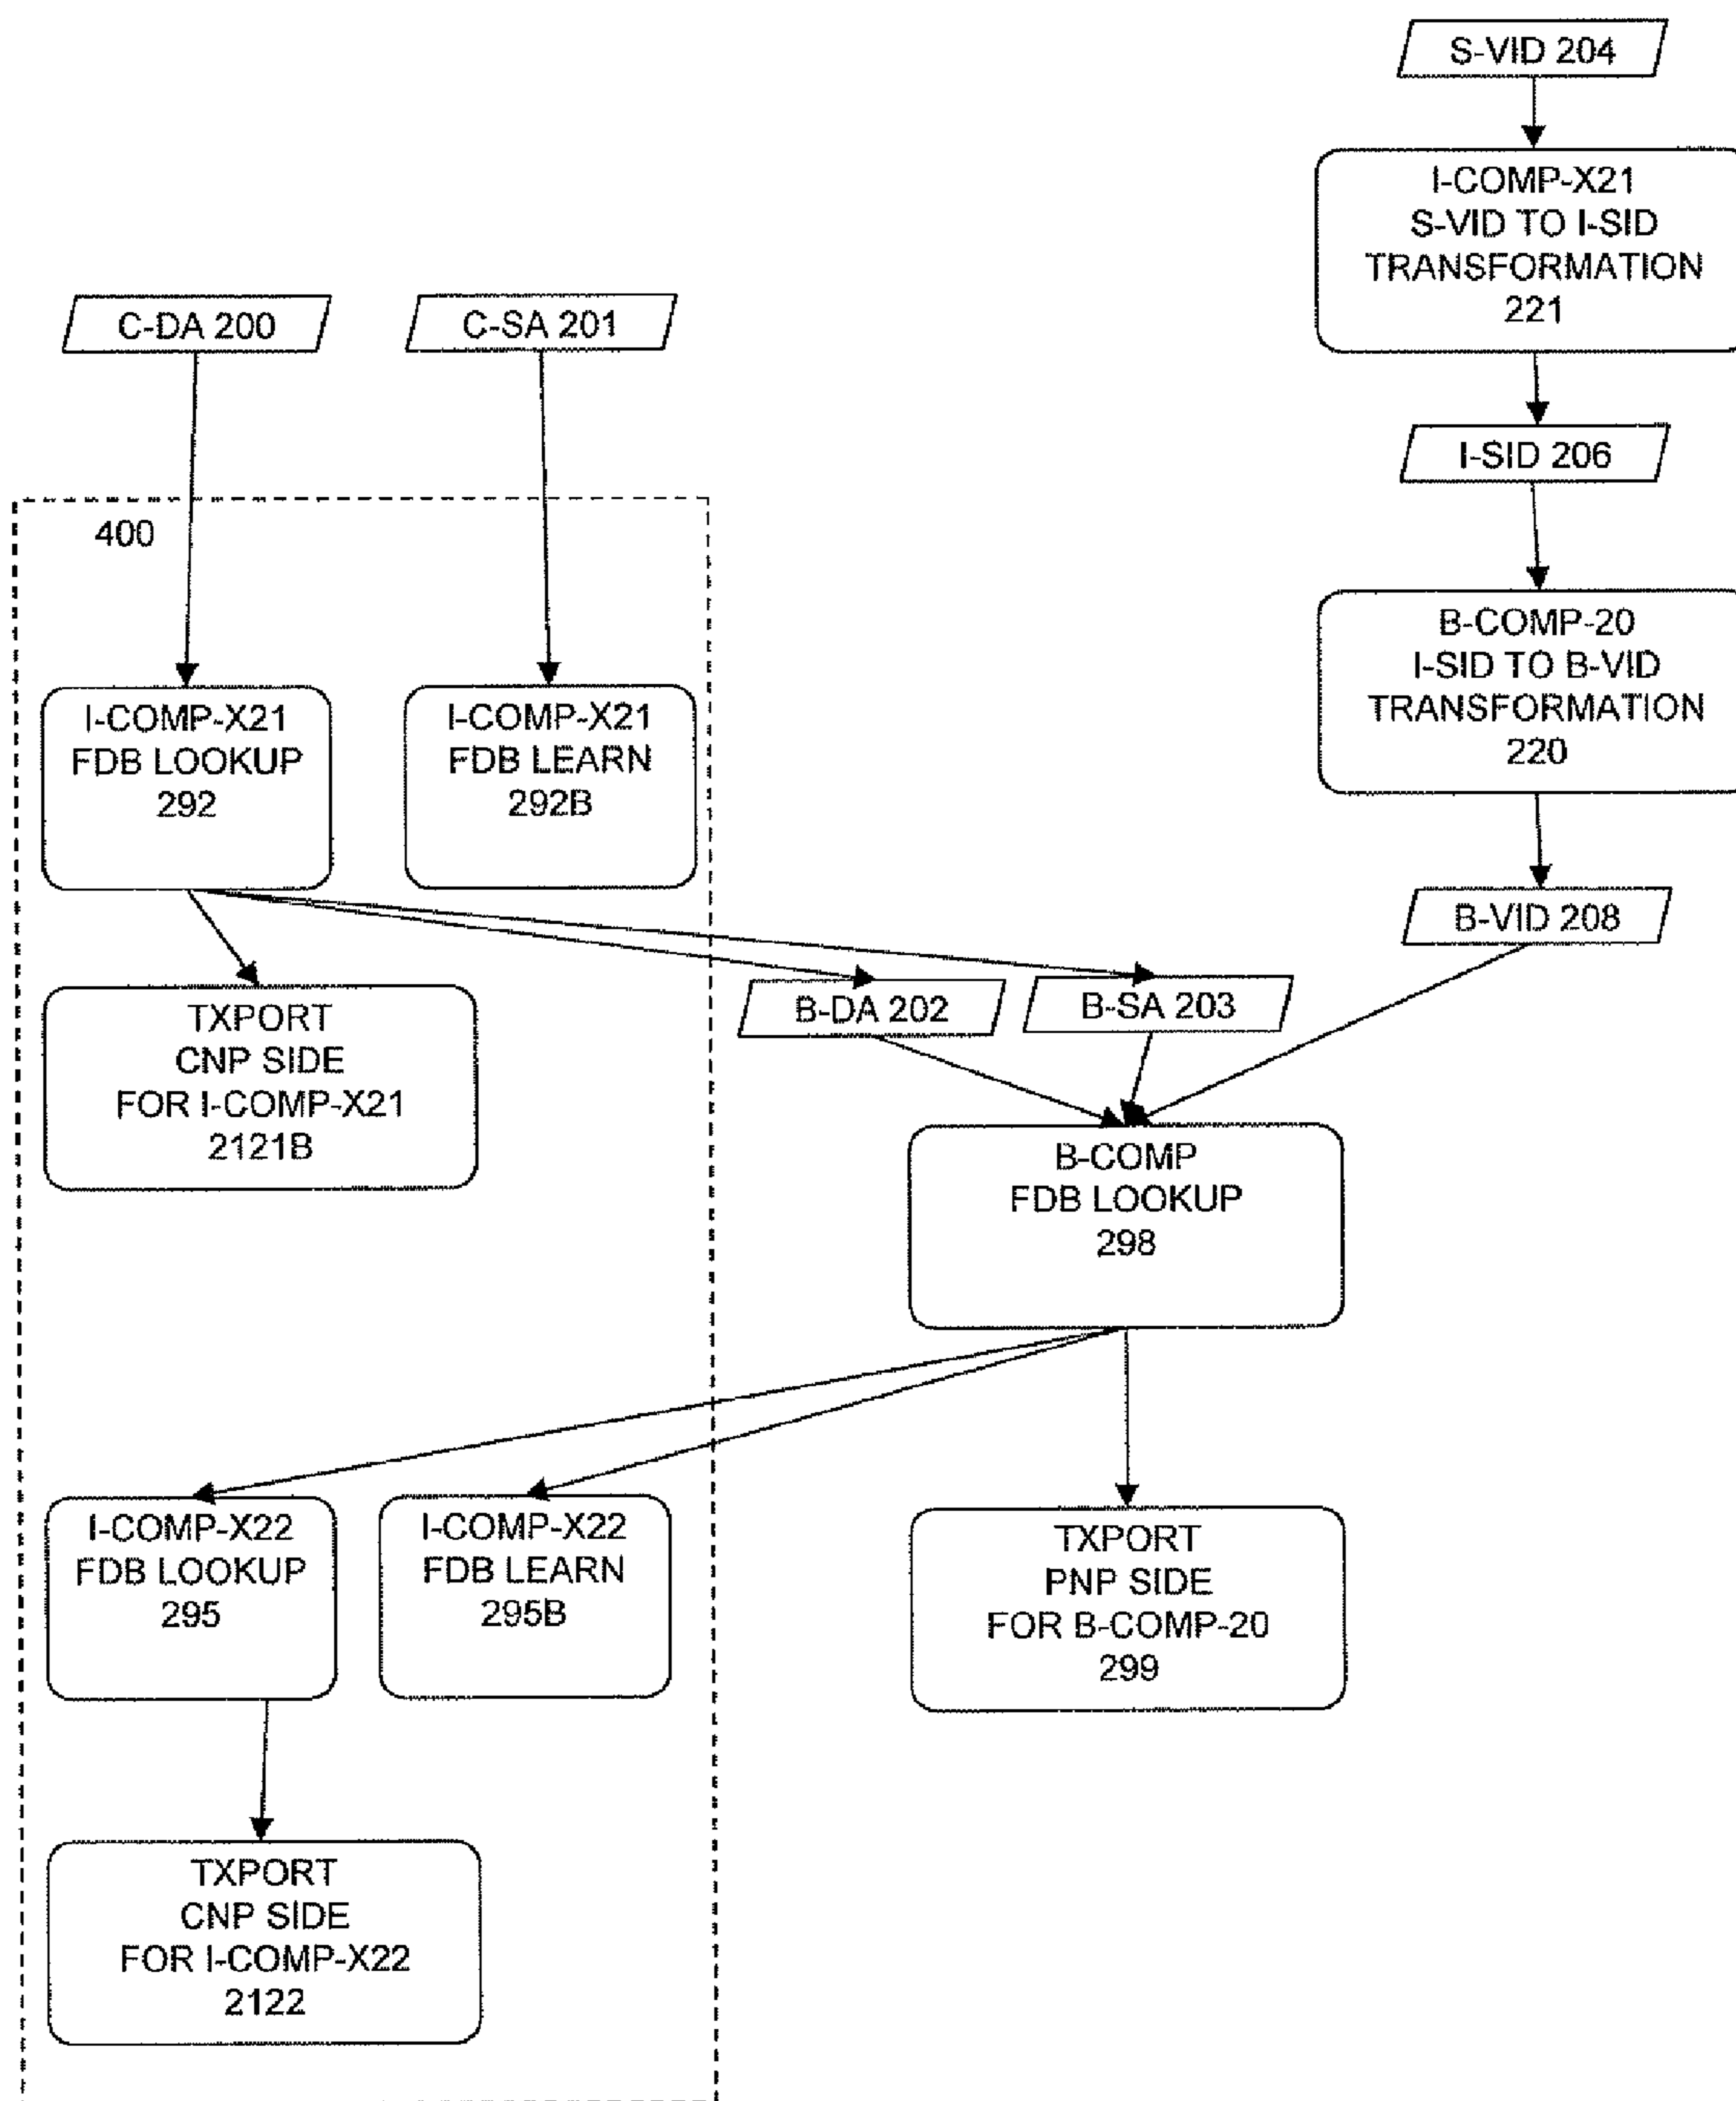 S-VID 204
I-COMP-X21
S-VID TO I-SID
TRANSFORMATION
221
C-DA 200
C-SA 201
I-SID 206
400
B-COMP-20
I-SID TO B-VID
TRANSFORMATION
220
I-COMP-X21
FDB LOOKUP
292
I-COMP-X21
FDB LEARN
292B
B-VID 208
TXPORT
CNP SIDE
FOR I-COMP-X21
2121B
B-DA 202
B-SA 203
B-COMP
FDB LOOKUP
298
I-COMP-X22
FDB LOOKUP
295
I-COMP-X22
FDB LEARN
295B
TXPORT
PNP SIDE
FOR B-COMP-20
299
TXPORT
CNP SIDE
FOR I-COMP-X22
2122